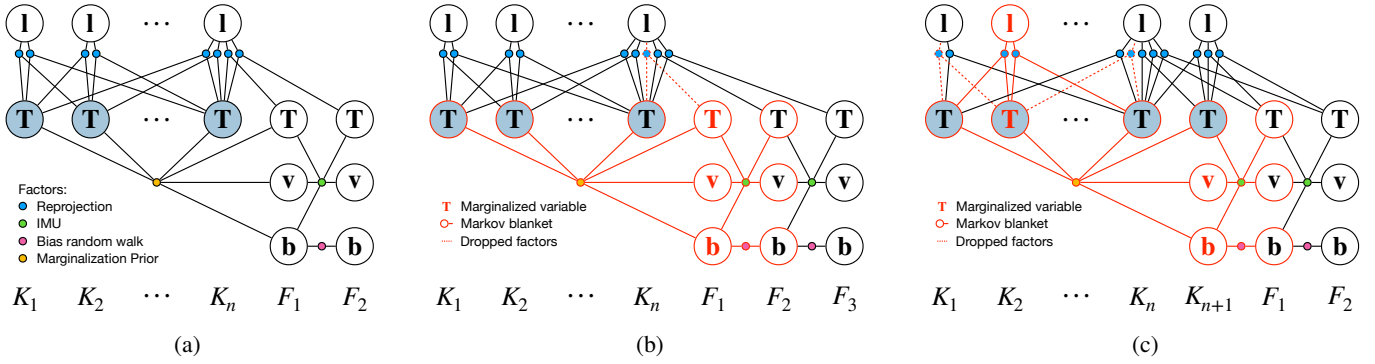 l l ··· l
T T ··· T T T
v v
b b
Factors:
Reprojection
IMU
Bias random walk
Marginalization Prior
K1 K2 ··· Kn F1 F2
(a)
l l ··· l
T T ··· T T T T
v v v
b b b
T Marginalized variable
Markov blanket
Dropped factors
K1 K2 ··· Kn F1 F2 F3
(b)
l l ··· l l
T T ··· T T T T
v v v
b b b
T Marginalized variable
Markov blanket
Dropped factors
K1 K2 ··· Kn Kn+1 F1 F2
(c)